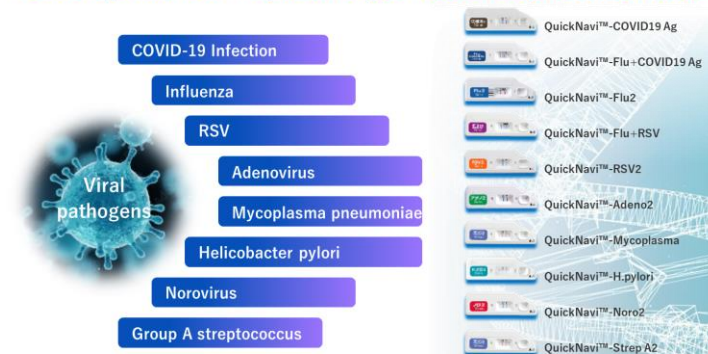 COVID-19 Infection
Influenza
RSV
Adenovirus
Mycoplasma pneumoniae
Helicobacter pylori
Norovirus
Group A streptococcus
Viral
pathogens
QuickNavi™-COVID19 Ag
QuickNavi™-Flu+COVID19 Ag
QuickNavi™-Flu2
QuickNavi™-Flu+RSV
QuickNavi™-RSV2
QuickNavi™-Adeno2
QuickNavi™-Mycoplasma
QuickNavi™-H.pylori
QuickNavi™-Noro2
QuickNavi™-Strep A2